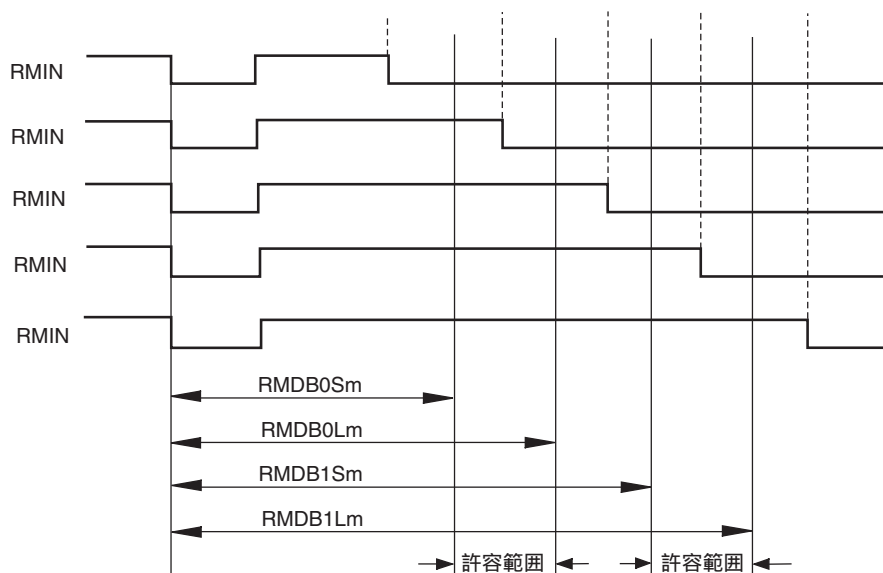 RMIN
RMIN
RMIN
RMIN
RMIN
RMDB0Sm
RMDB0Lm
RMDB1Sm
RMDB1Lm
許容範囲 許容範囲